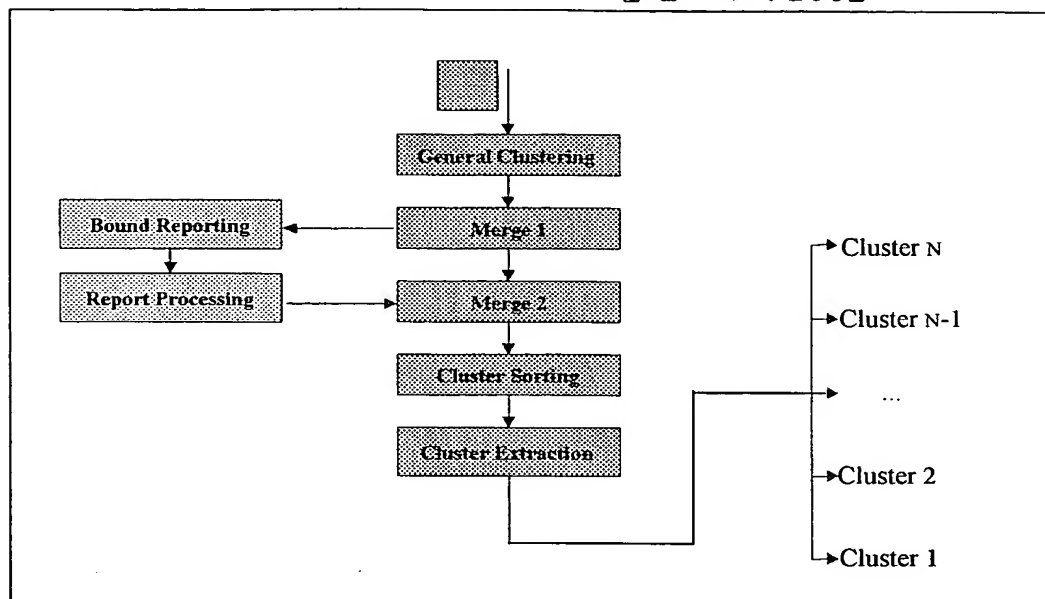 General Clustering
Bound Reporting
Merge 1
Report Processing
Merge 2
Cluster Sorting
Cluster Extraction
Cluster N
Cluster N-1
...
Cluster 2
Cluster 1